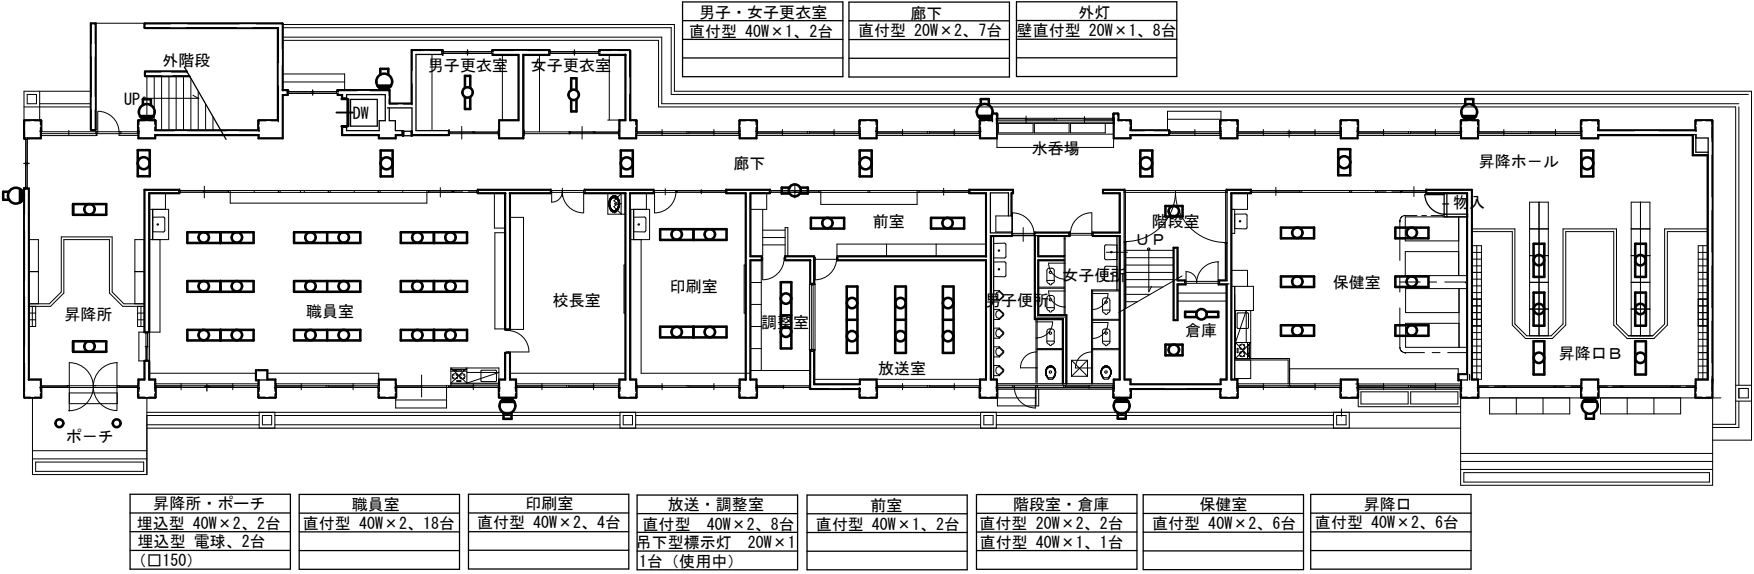 男子・女子更衣室
直付型 40W×1、2台
廊下
直付型 20W×2、7台
外灯
壁直付型 20W×1、8台
外階段
UP
DW
男子更衣室
女子更衣室
水呑場
廊下
昇降ホール
物入
前室
階段室
UP
女子便所
男子便所
保健室
印刷室
校長室
職員室
昇降所
調整室
放送室
倉庫
昇降口B
ポーチ
昇降所・ポーチ
埋込型 40W×2、2台
埋込型 電球、2台
(□150)
職員室
直付型 40W×2、18台
印刷室
直付型 40W×2、4台
放送・調整室
直付型 40W×2、8台
吊下型標示灯 20W×1
1台(使用中)
前室
直付型 40W×1、2台
階段室・倉庫
直付型 20W×2、2台
直付型 40W×1、1台
保健室
直付型 40W×2、6台
昇降口
直付型 40W×2、6台